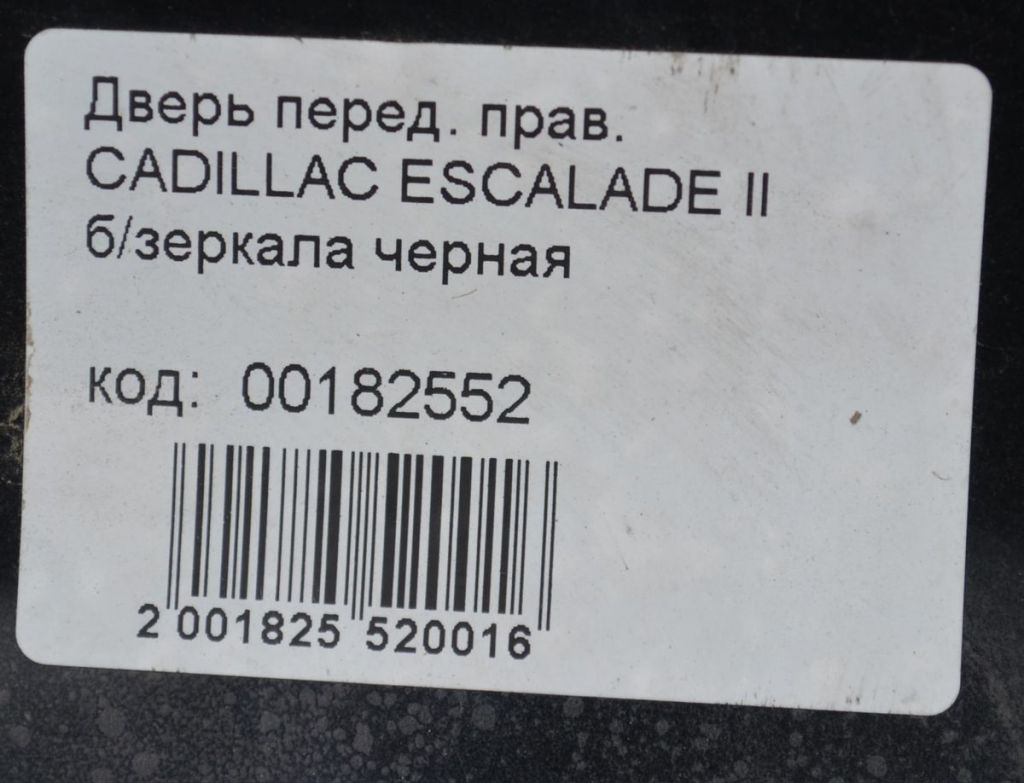 Дверь перед. прав.
CADILLAC ESCALADE II
б/зеркала черная
код: 00182552
2 001825 520016